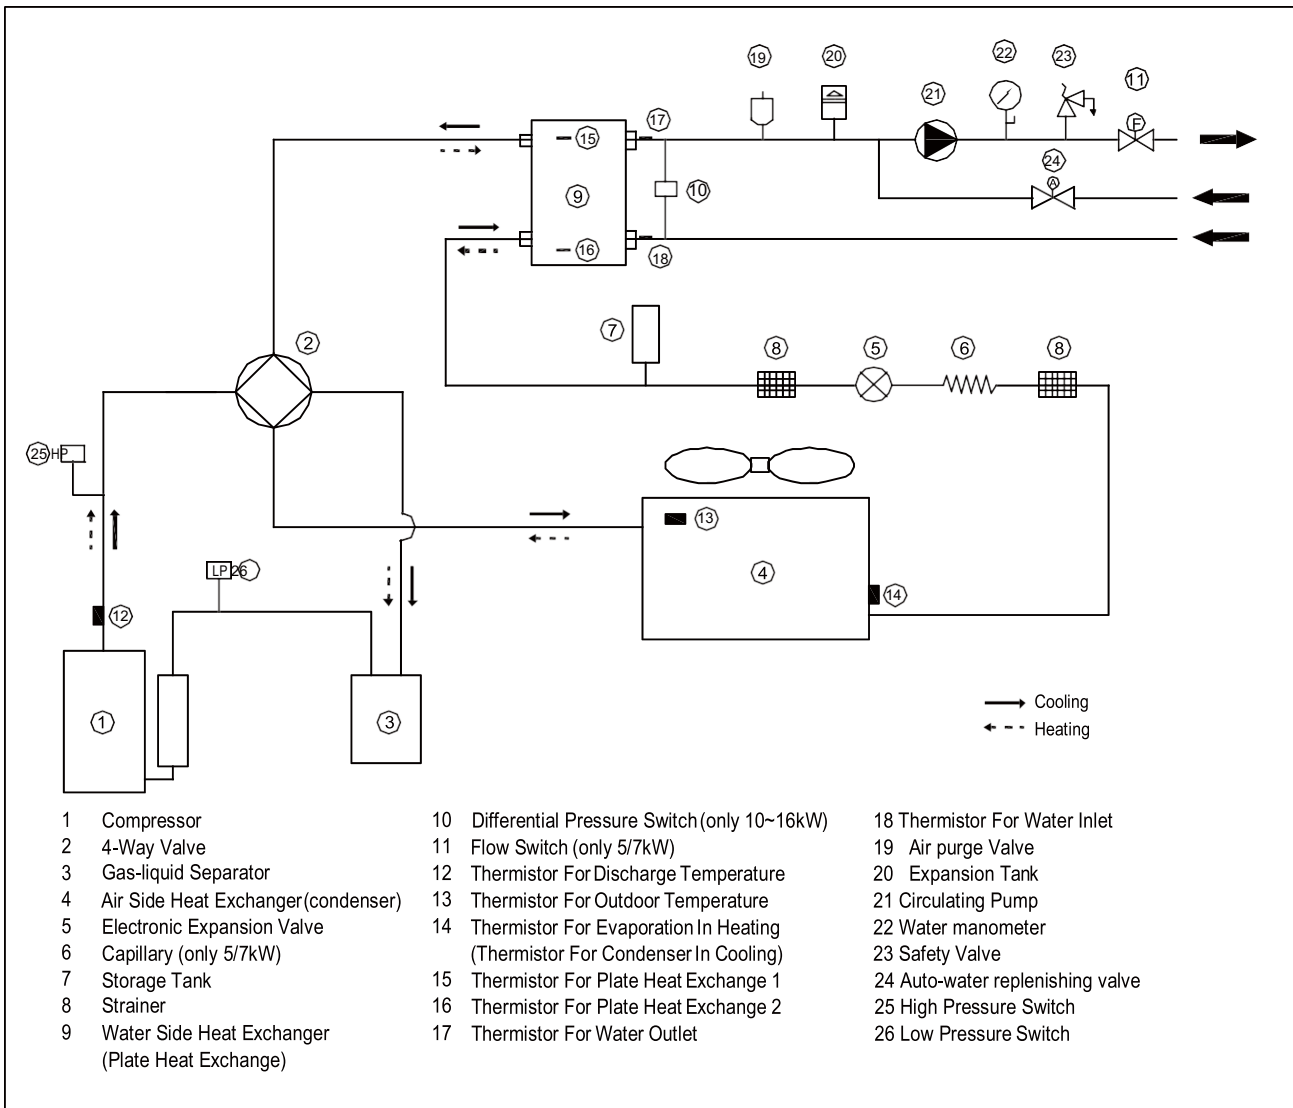 19
20
22
23
11
21
17
F
15
24
A
9
10
16
18
7
2
8
5
6
8
25 HP
13
4
LP 26
14
12
1
3
Cooling
Heating
1 Compressor
2 4-Way Valve
3 Gas-liquid Separator
4 Air Side Heat Exchanger (condenser)
5 Electronic Expansion Valve
6 Capillary (only 5/7kW)
7 Storage Tank
8 Strainer
9 Water Side Heat Exchanger
(Plate Heat Exchange)
10 Differential Pressure Switch (only 10~16kW)
11 Flow Switch (only 5/7kW)
12 Thermistor For Discharge Temperature
13 Thermistor For Outdoor Temperature
14 Thermistor For Evaporation In Heating
(Thermistor For Condenser In Cooling)
15 Thermistor For Plate Heat Exchange 1
16 Thermistor For Plate Heat Exchange 2
17 Thermistor For Water Outlet
18 Thermistor For Water Inlet
19 Air purge Valve
20 Expansion Tank
21 Circulating Pump
22 Water manometer
23 Safety Valve
24 Auto-water replenishing valve
25 High Pressure Switch
26 Low Pressure Switch